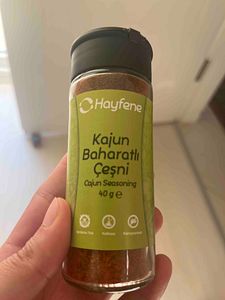 Hayfene
Kajun
Baharatlı
Çeşni
Cajun Seasoning
40 g ℮